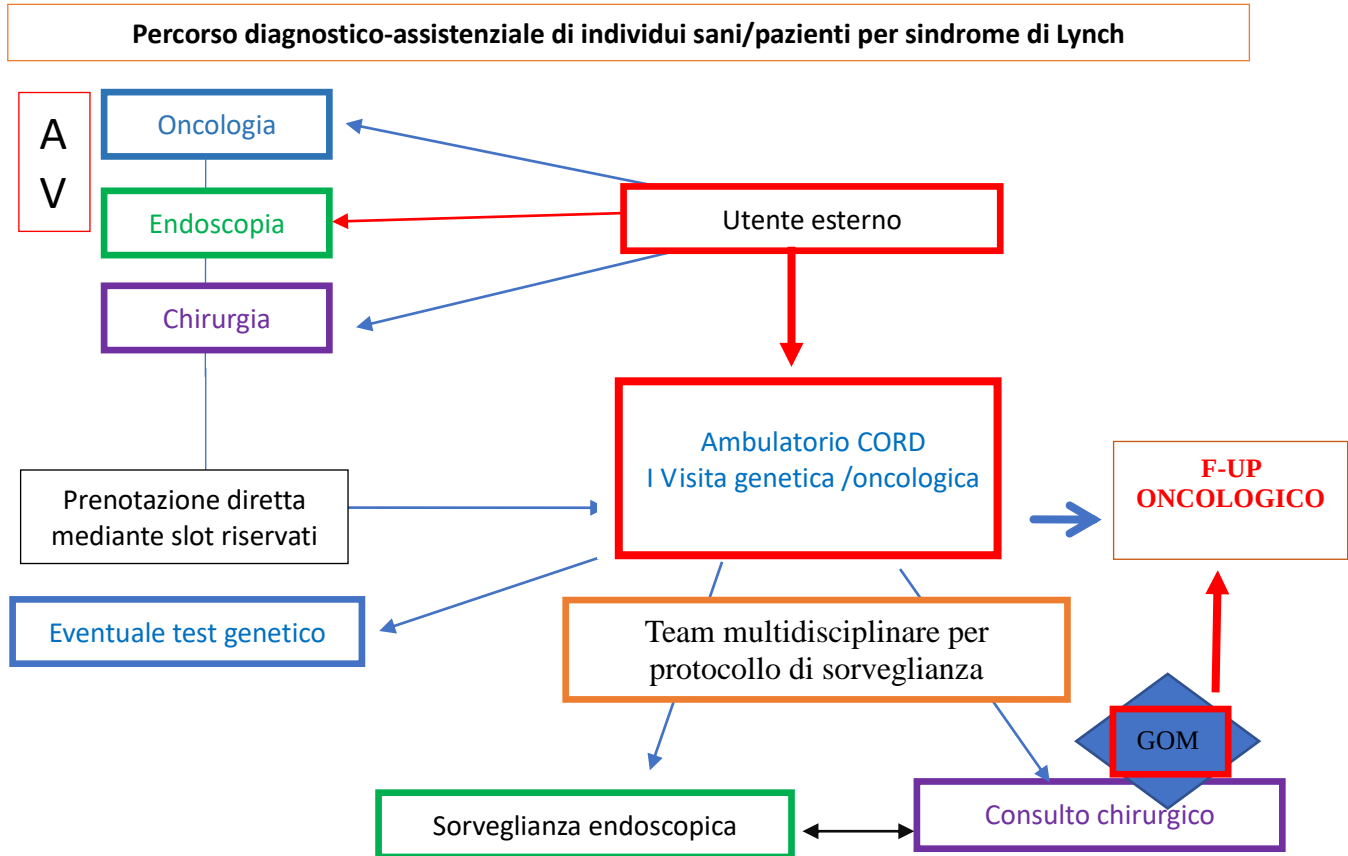 Percorso diagnostico-assistenziale di individui sani/pazienti per sindrome di Lynch
A
V
Oncologia
Endoscopia
Chirurgia
Utente esterno
Ambulatorio CORD
I Visita genetica /oncologica
F-UP
ONCOLOGICO
Prenotazione diretta
mediante slot riservati
Eventuale test genetico
Team multidisciplinare per
protocollo di sorveglianza
GOM
Sorveglianza endoscopica
Consulto chirurgico